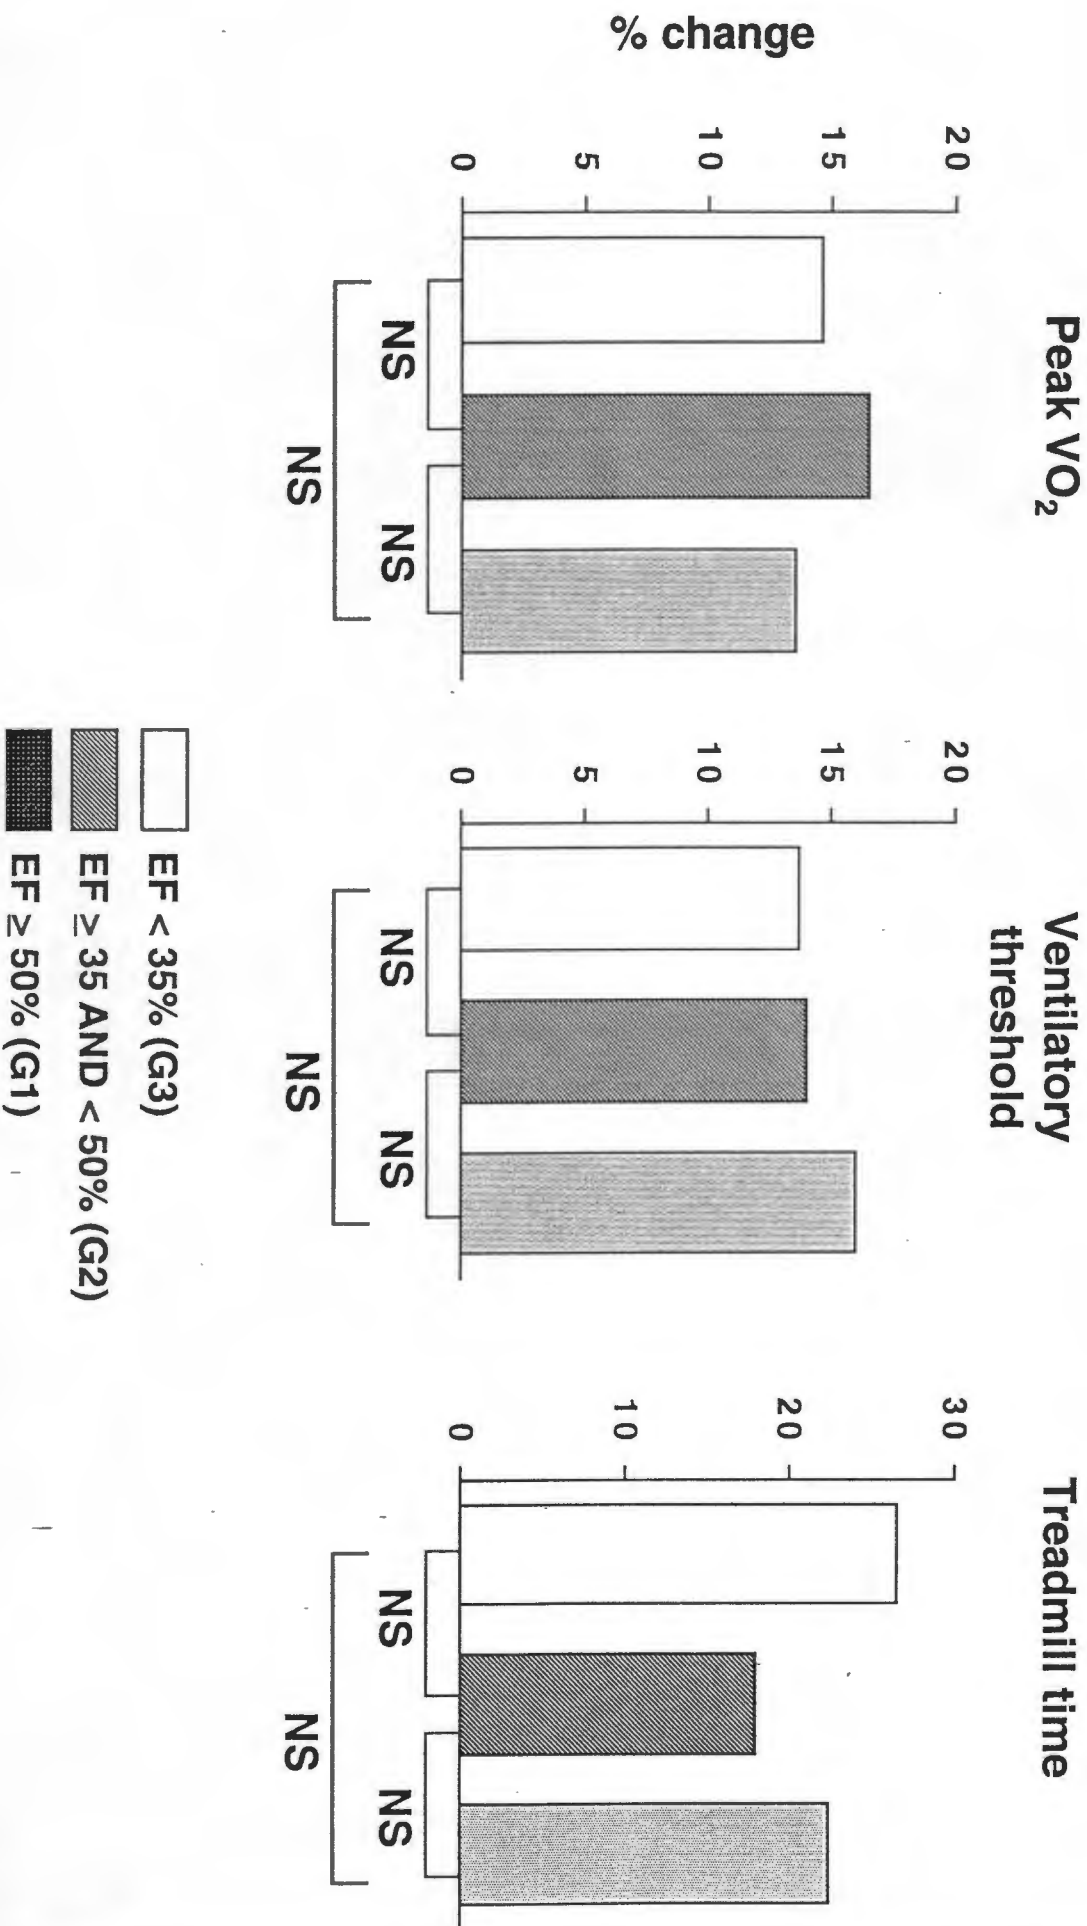 Peak VO₂
Ventilatory
threshold
Treadmill time
% change
20
15
10
5
0
NS
NS
NS
20
15
10
5
0
NS
NS
NS
30
20
10
0
NS
NS
NS
EF < 35% (G3)
EF ≥ 35 AND < 50% (G2)
EF ≥ 50% (G1)